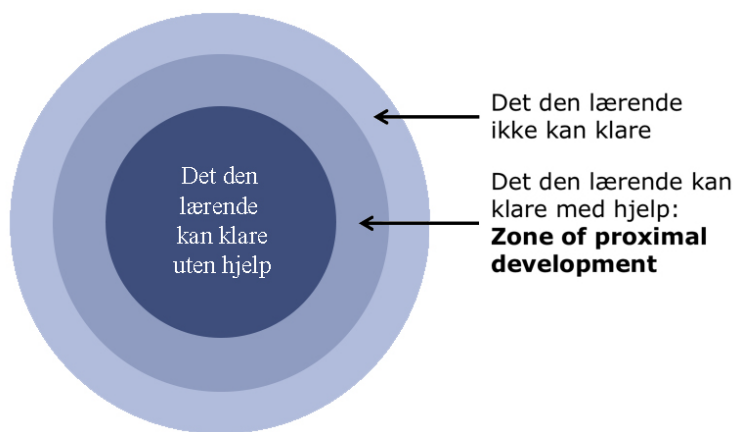 Det den
lærende
kan klare
uten hjelp
Det den lærende
ikke kan klare
Det den lærende kan
klare med hjelp:
Zone of proximal
development